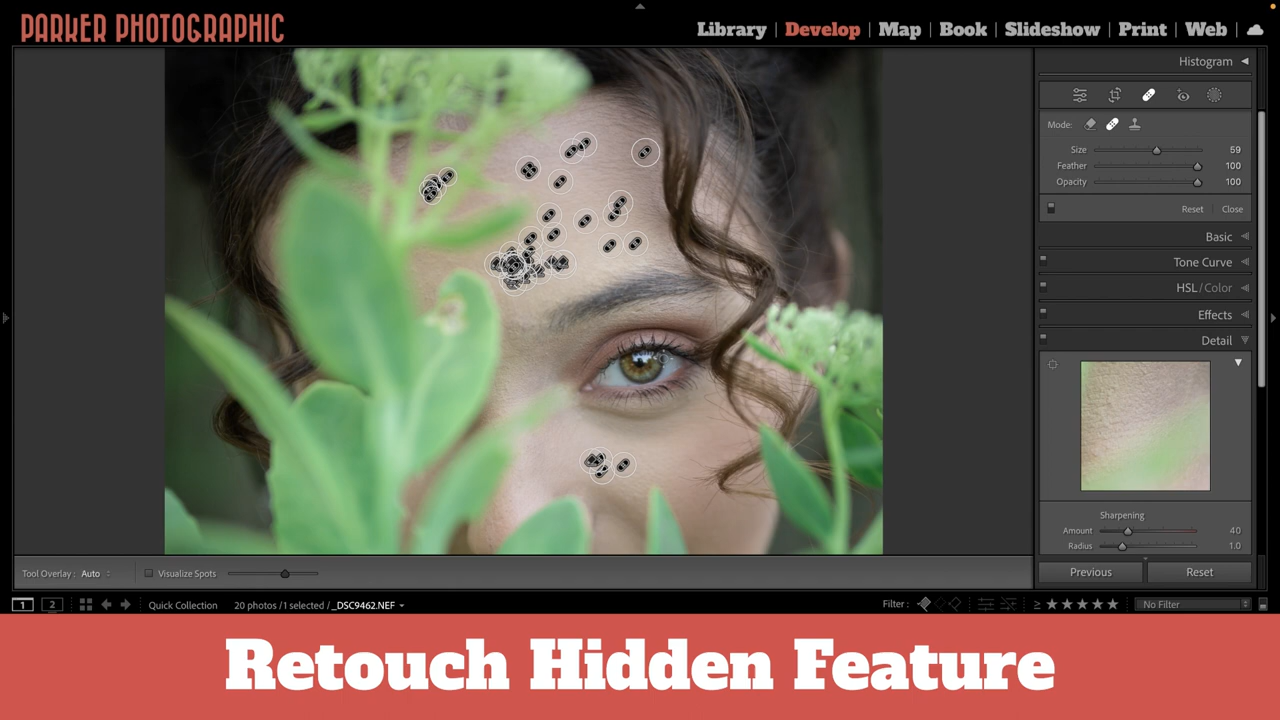 PARKER PHOTOGRAPHIC
Library | Develop | Map | Book | Slideshow | Print | Web
Histogram
Mode:
Size 59
Feather 100
Opacity 100
Reset Close
Basic
Tone Curve
HSL / Color
Effects
Detail
Sharpening
Amount 40
Radius 1.0
Tool Overlay: Auto Visualize Spots
Previous Reset
1 2 Quick Collection 20 photos / 1 selected / _DSC9462.NEF Filter : ≥ ★★★★★ No Filter
Retouch Hidden Feature